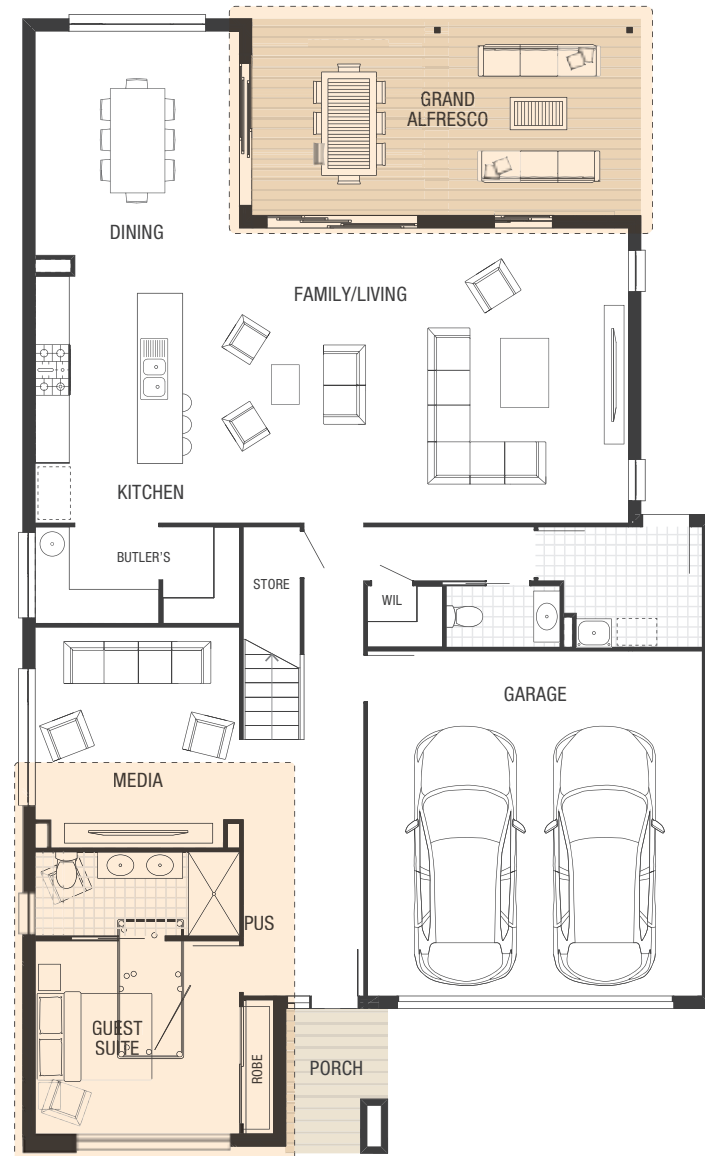 GRAND
ALFRESCO
DINING
FAMILY/LIVING
KITCHEN
BUTLER'S
STORE
WIL
GARAGE
MEDIA
PUS
GUEST
SUITE
ROBE
PORCH